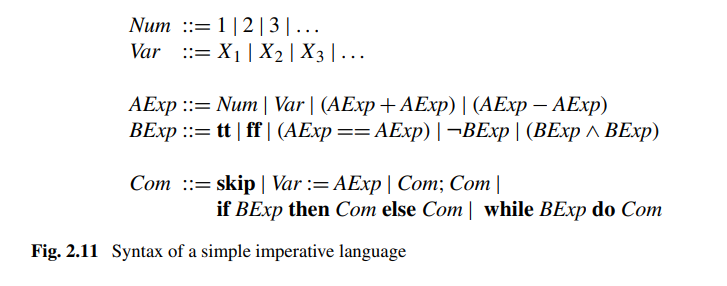 Num ::= 1 | 2 | 3 | ...
Var ::= X₁ | X₂ | X₃ | ...
AExp ::= Num | Var | (AExp + AExp) | (AExp − AExp)
BExp ::= tt | ff | (AExp == AExp) | ¬BExp | (BExp ∧ BExp)
Com ::= skip | Var := AExp | Com; Com |
if BExp then Com else Com | while BExp do Com
Fig. 2.11 Syntax of a simple imperative language